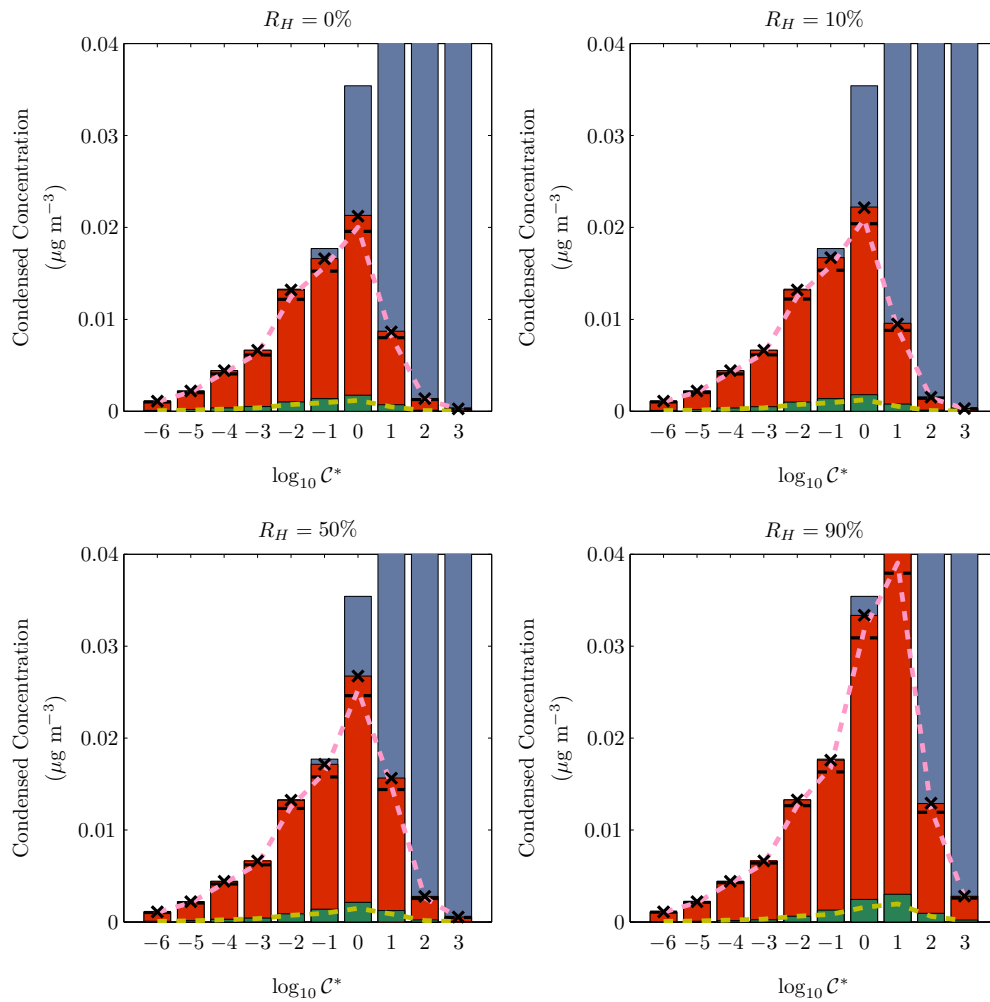 R_H = 0%
Condensed Concentration
(μg m⁻³)
0.04
0.03
0.02
0.01
0
−6 −5 −4 −3 −2 −1 0 1 2 3
log₁₀ C*
R_H = 10%
Condensed Concentration
(μg m⁻³)
0.04
0.03
0.02
0.01
0
−6 −5 −4 −3 −2 −1 0 1 2 3
log₁₀ C*
R_H = 50%
Condensed Concentration
(μg m⁻³)
0.04
0.03
0.02
0.01
0
−6 −5 −4 −3 −2 −1 0 1 2 3
log₁₀ C*
R_H = 90%
Condensed Concentration
(μg m⁻³)
0.04
0.03
0.02
0.01
0
−6 −5 −4 −3 −2 −1 0 1 2 3
log₁₀ C*